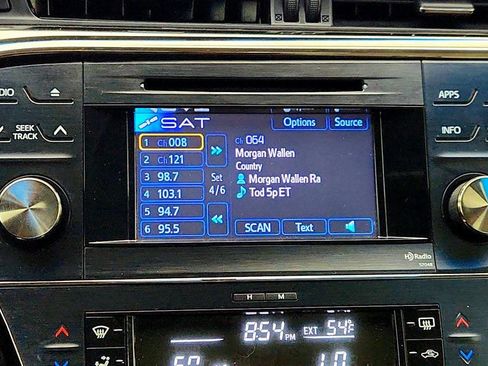 DIO
APPS
SAT
Options
Source
1 Ch 008
Ch 064
SEEK
TRACK
2 Ch 121
Morgan Wallen
INFO
Country
3 98.7
Set
Morgan Wallen Ra
4 103.1
4/6
Tod 5p ET
5 94.7
6 95.5
SCAN
Text
HD Radio
57048
H M
8:54 PM
EXT 54°F